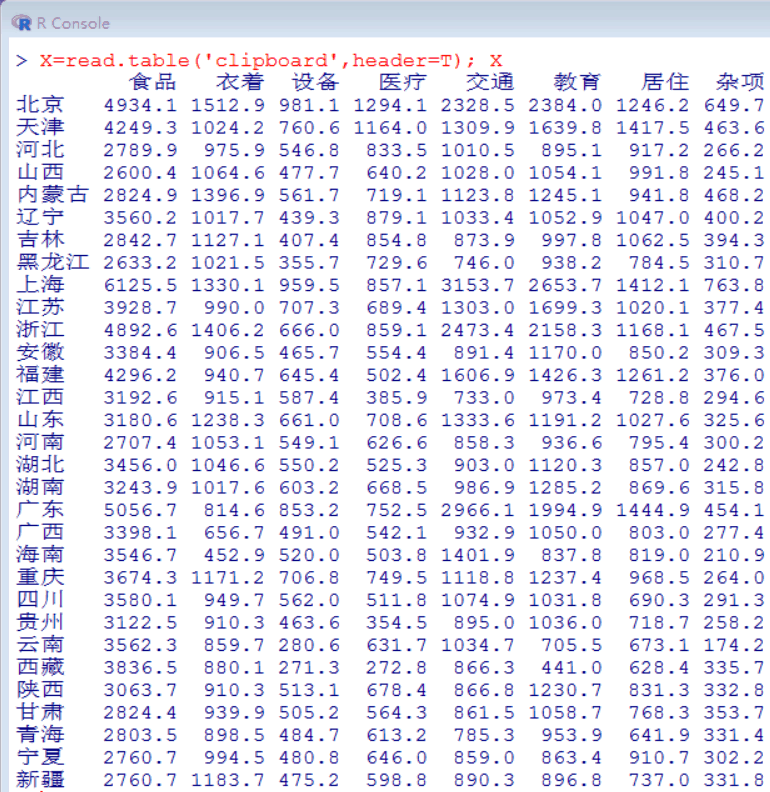 R Console
> X=read.table('clipboard',header=T); X
食品 衣着 设备 医疗 交通 教育 居住 杂项
北京 4934.1 1512.9 981.1 1294.1 2328.5 2384.0 1246.2 649.7
天津 4249.3 1024.2 760.6 1164.0 1309.9 1639.8 1417.5 463.6
河北 2789.9 975.9 546.8 833.5 1010.5 895.1 917.2 266.2
山西 2600.4 1064.6 477.7 640.2 1028.0 1054.1 991.8 245.1
内蒙古 2824.9 1396.9 561.7 719.1 1123.8 1245.1 941.8 468.2
辽宁 3560.2 1017.7 439.3 879.1 1033.4 1052.9 1047.0 400.2
吉林 2842.7 1127.1 407.4 854.8 873.9 997.8 1062.5 394.3
黑龙江 2633.2 1021.5 355.7 729.6 746.0 938.2 784.5 310.7
上海 6125.5 1330.1 959.5 857.1 3153.7 2653.7 1412.1 763.8
江苏 3928.7 990.0 707.3 689.4 1303.0 1699.3 1020.1 377.4
浙江 4892.6 1406.2 666.0 859.1 2473.4 2158.3 1168.1 467.5
安徽 3384.4 906.5 465.7 554.4 891.4 1170.0 850.2 309.3
福建 4296.2 940.7 645.4 502.4 1606.9 1426.3 1261.2 376.0
江西 3192.6 915.1 587.4 385.9 733.0 973.4 728.8 294.6
山东 3180.6 1238.3 661.0 708.6 1333.6 1191.2 1027.6 325.6
河南 2707.4 1053.1 549.1 626.6 858.3 936.6 795.4 300.2
湖北 3456.0 1046.6 550.2 525.3 903.0 1120.3 857.0 242.8
湖南 3243.9 1017.6 603.2 668.5 986.9 1285.2 869.6 315.8
广东 5056.7 814.6 853.2 752.5 2966.1 1994.9 1444.9 454.1
广西 3398.1 656.7 491.0 542.1 932.9 1050.0 803.0 277.4
海南 3546.7 452.9 520.0 503.8 1401.9 837.8 819.0 210.9
重庆 3674.3 1171.2 706.8 749.5 1118.8 1237.4 968.5 264.0
四川 3580.1 949.7 562.0 511.8 1074.9 1031.8 690.3 291.3
贵州 3122.5 910.3 463.6 354.5 895.0 1036.0 718.7 258.2
云南 3562.3 859.7 280.6 631.7 1034.7 705.5 673.1 174.2
西藏 3836.5 880.1 271.3 272.8 866.3 441.0 628.4 335.7
陕西 3063.7 910.3 513.1 678.4 866.8 1230.7 831.3 332.8
甘肃 2824.4 939.9 505.2 564.3 861.5 1058.7 768.3 353.7
青海 2803.5 898.5 484.7 613.2 785.3 953.9 641.9 331.4
宁夏 2760.7 994.5 480.8 646.0 859.0 863.4 910.7 302.2
新疆 2760.7 1183.7 475.2 598.8 890.3 896.8 737.0 331.8